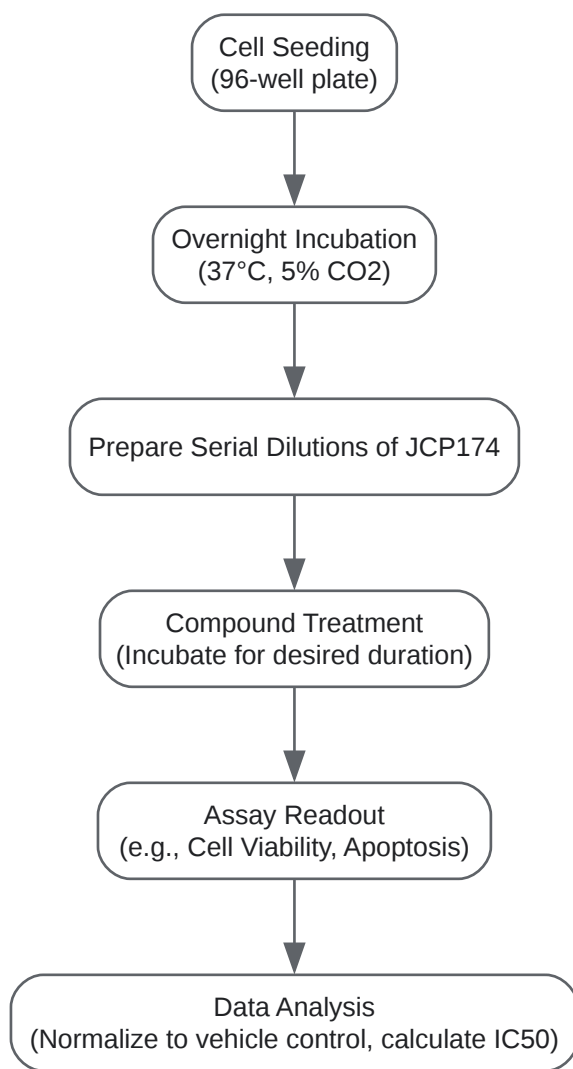 Cell Seeding
(96-well plate)
Overnight Incubation
(37°C, 5% CO2)
Prepare Serial Dilutions of JCP174
Compound Treatment
(Incubate for desired duration)
Assay Readout
(e.g., Cell Viability, Apoptosis)
Data Analysis
(Normalize to vehicle control, calculate IC50)